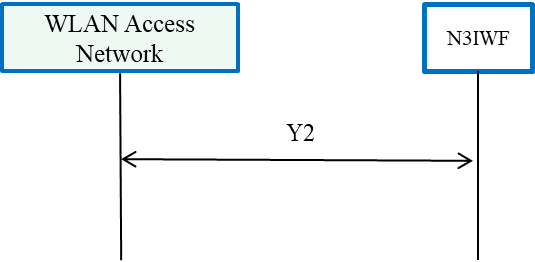 WLAN Access
Network
N3IWF
Y2